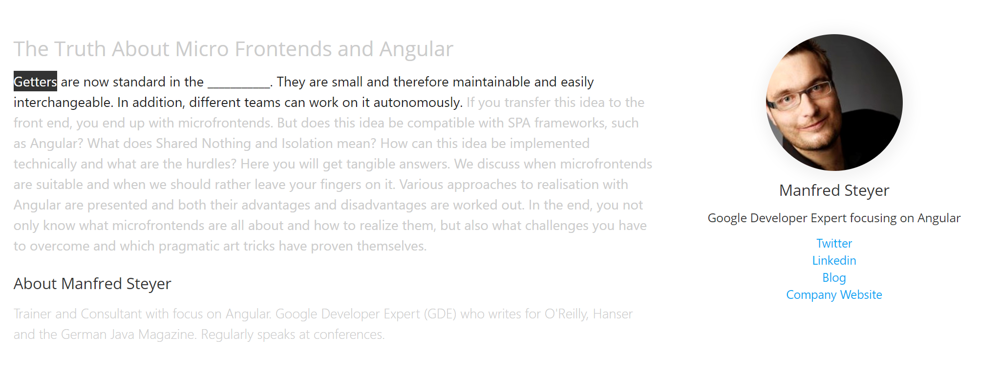 The Truth About Micro Frontends and Angular
Getters are now standard in the __________. They are small and therefore maintainable and easily
interchangeable. In addition, different teams can work on it autonomously. If you transfer this idea to the
front end, you end up with microfrontends. But does this idea be compatible with SPA frameworks, such
as Angular? What does Shared Nothing and Isolation mean? How can this idea be implemented
technically and what are the hurdles? Here you will get tangible answers. We discuss when microfrontends
are suitable and when we should rather leave your fingers on it. Various approaches to realisation with
Angular are presented and both their advantages and disadvantages are worked out. In the end, you not
only know what microfrontends are all about and how to realize them, but also what challenges you have
to overcome and which pragmatic art tricks have proven themselves.
About Manfred Steyer
Trainer and Consultant with focus on Angular. Google Developer Expert (GDE) who writes for O'Reilly, Hanser
and the German Java Magazine. Regularly speaks at conferences.
Manfred Steyer
Google Developer Expert focusing on Angular
Twitter
Linkedin
Blog
Company Website